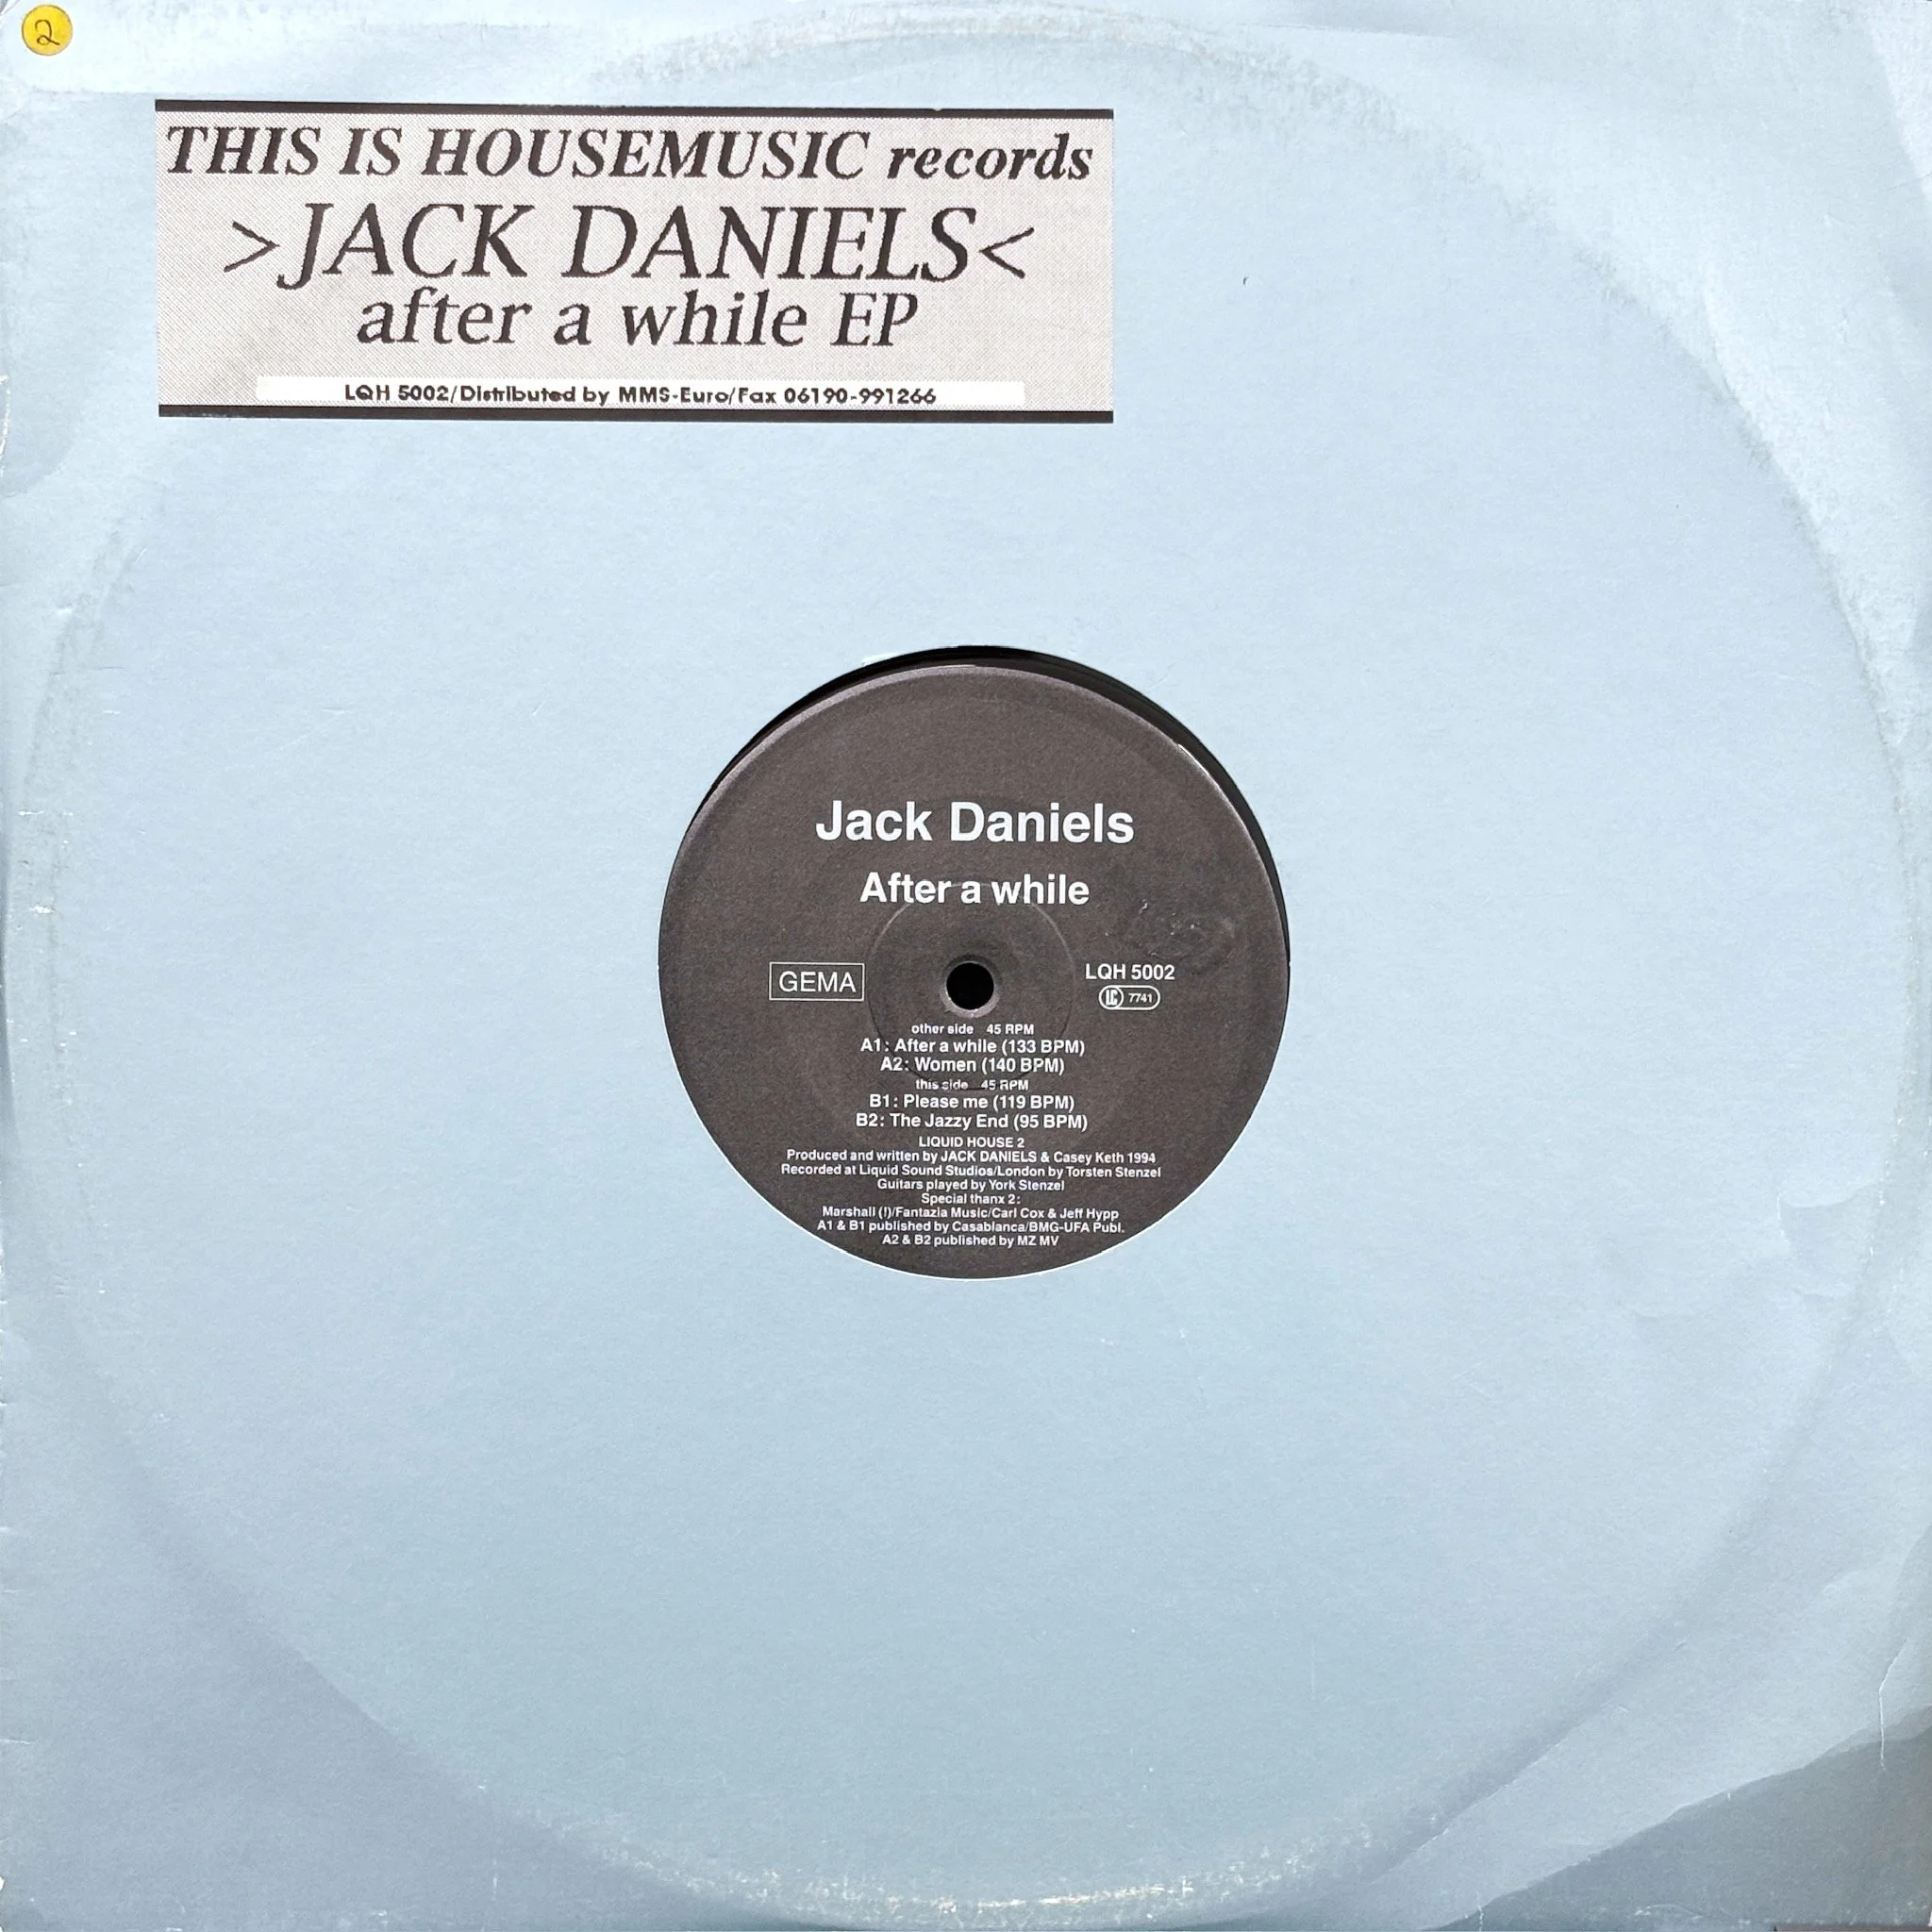 2
THIS IS HOUSEMUSIC records
>JACK DANIELS<
after a while EP
LQH 5002/Distributed by MMS-Euro/Fax 06190-991266
Jack Daniels
After a while
GEMA
LQH 5002
LC 7741
other side 45 RPM
A1: After a while (133 BPM)
A2: Women (140 BPM)
this side 45 RPM
B1: Please me (119 BPM)
B2: The Jazzy End (95 BPM)
LIQUID HOUSE 2
Produced and written by JACK DANIELS & Casey Keth 1994
Recorded at Liquid Sound Studios/London by Torsten Stenzel
Guitars played by York Stenzel
Special thanx 2:
Marshall (!)/Fantazia Music/Carl Cox & Jeff Hypp
A1 & B1 published by Casablanca/BMG-UFA Publ.
A2 & B2 published by MZ MV